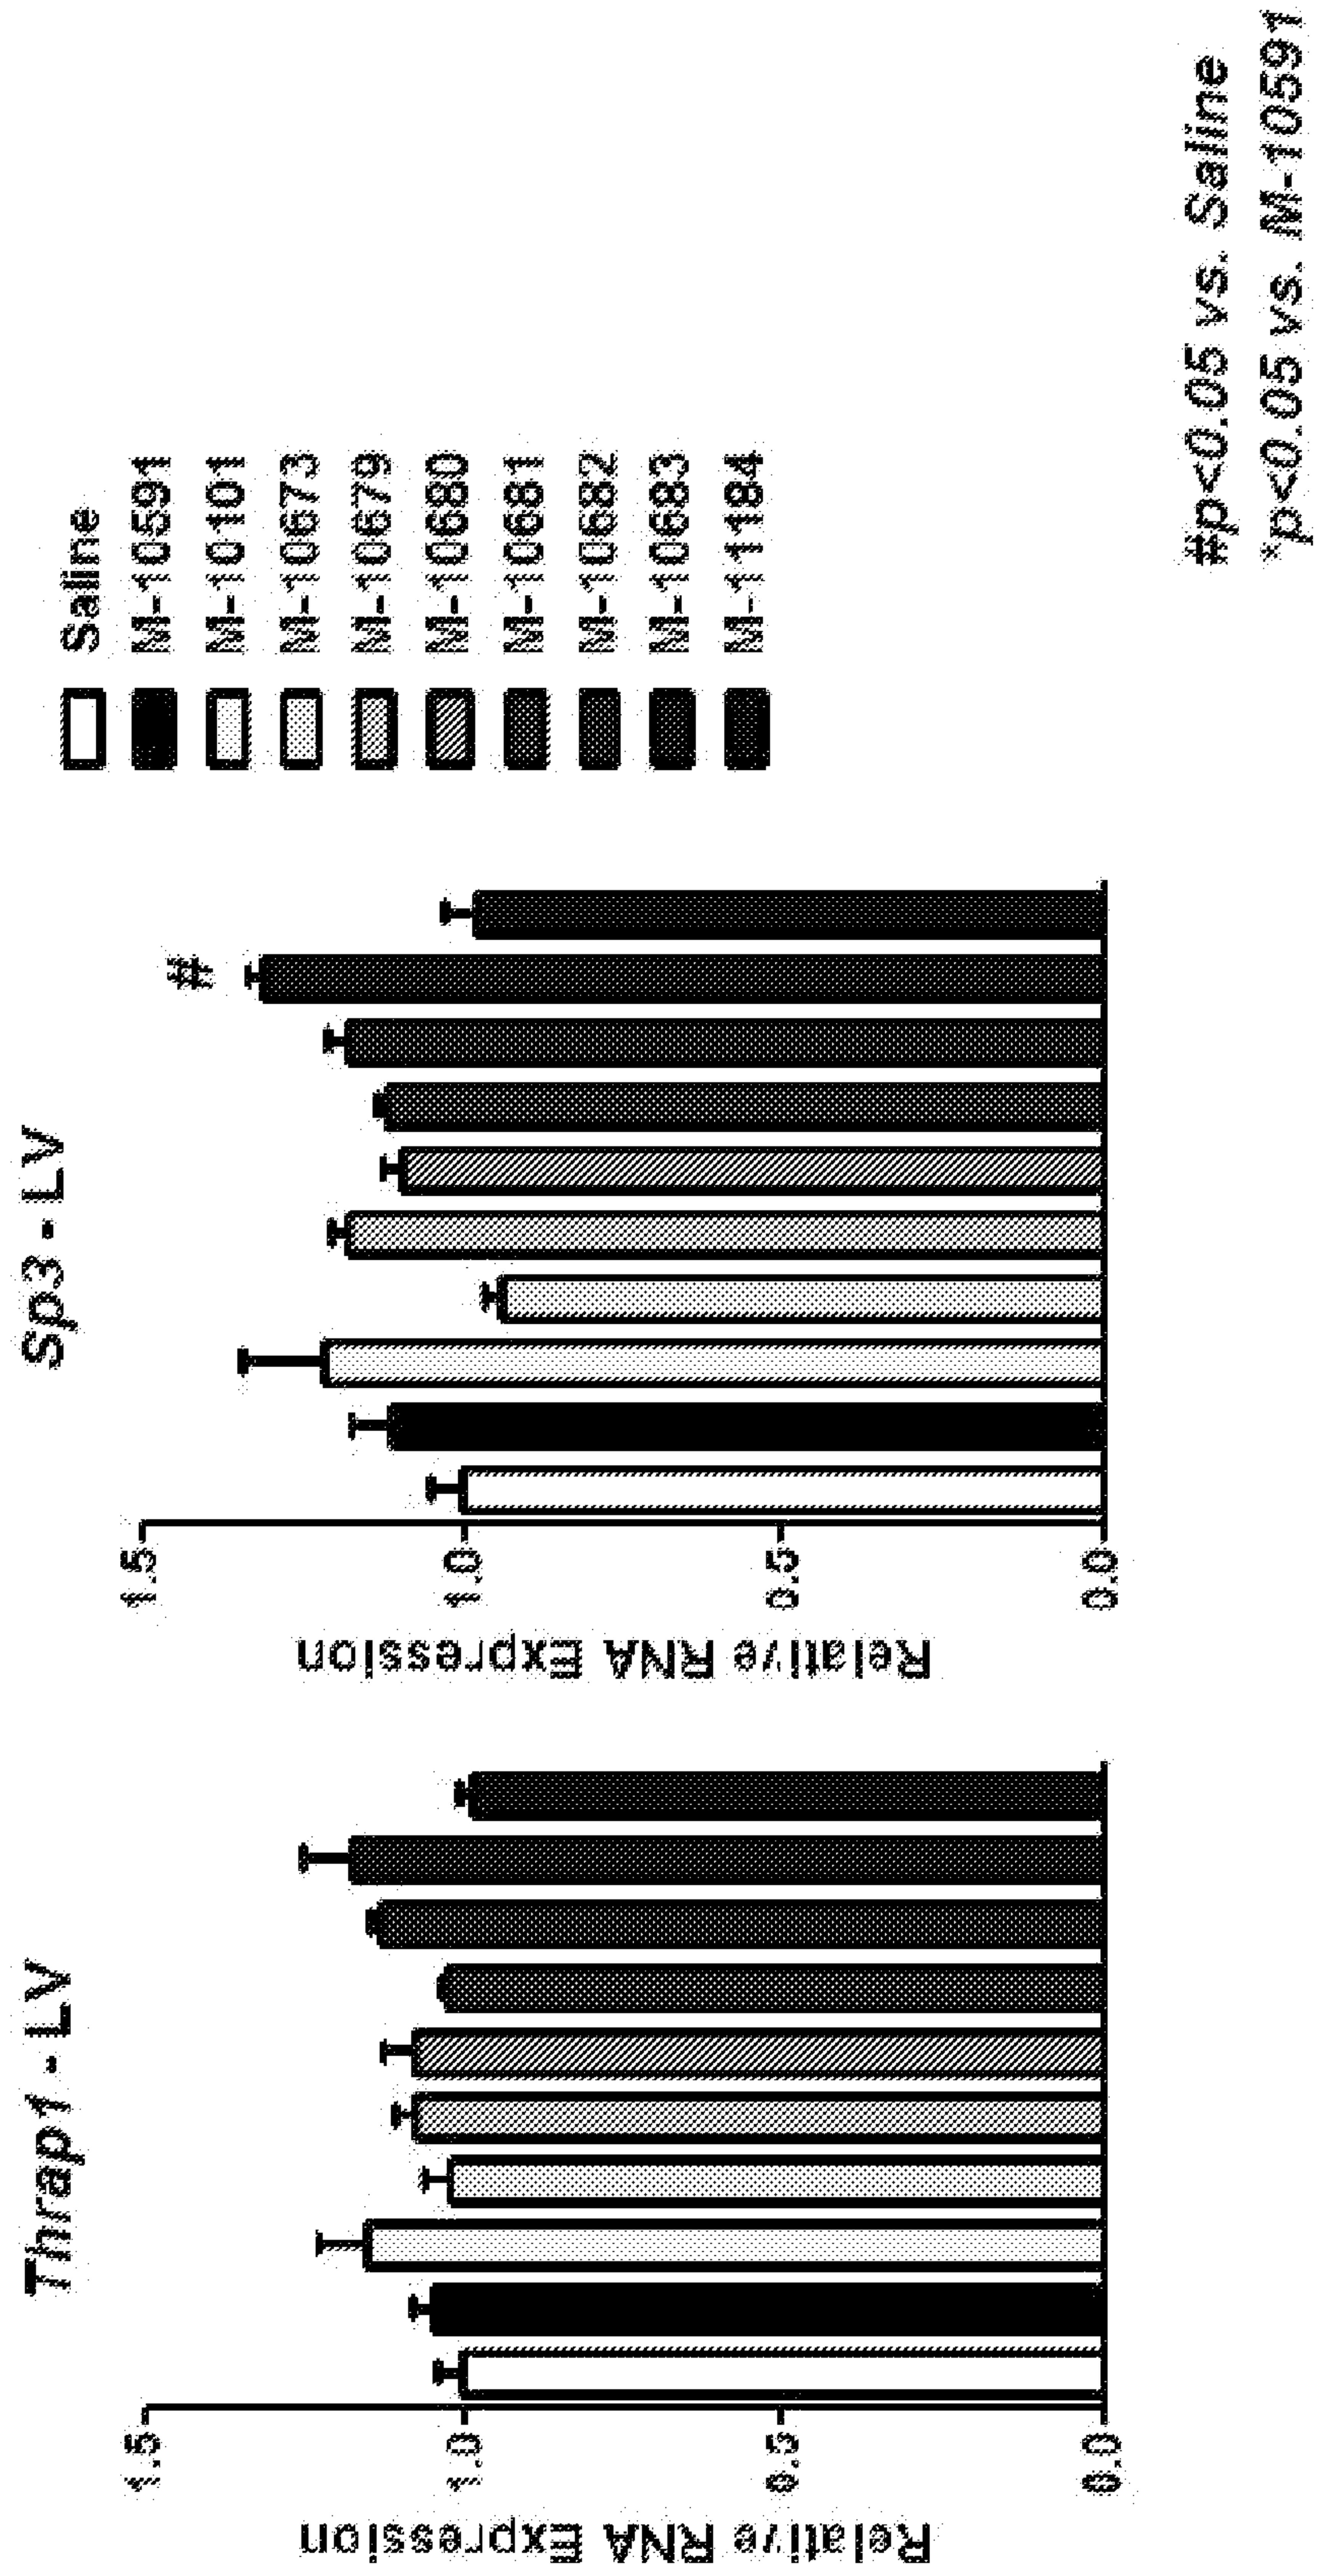 Thrap1 - LV
Relative RNA Expression
1.5
1.0
0.5
0.0
Sp3 - LV
Relative RNA Expression
1.5
1.0
0.5
0.0
#
Saline
M-10591
M-10101
M-10673
M-10679
M-10680
M-10681
M-10682
M-10683
M-11184
#p<0.05 vs. Saline
*p<0.05 vs. M-10591